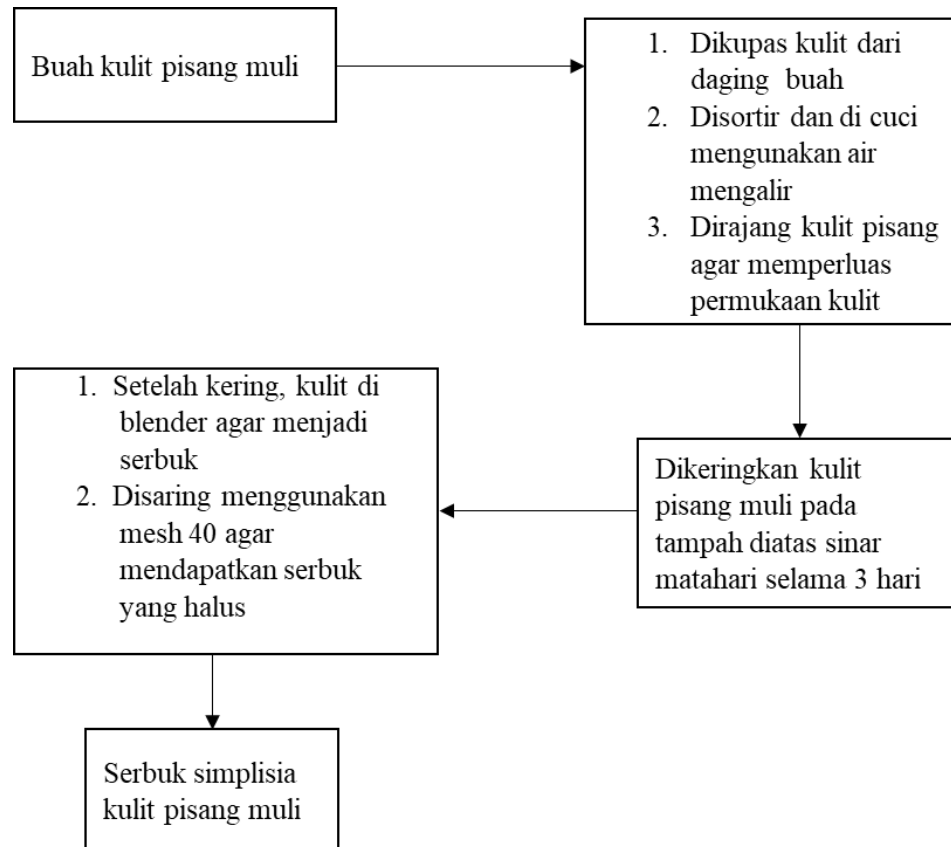 Buah kulit pisang muli
1. Dikupas kulit dari
daging buah
2. Disortir dan di cuci
mengunakan air
mengalir
3. Dirajang kulit pisang
agar memperluas
permukaan kulit
Dikeringkan kulit
pisang muli pada
tampah diatas sinar
matahari selama 3 hari
1. Setelah kering, kulit di
blender agar menjadi
serbuk
2. Disaring menggunakan
mesh 40 agar
mendapatkan serbuk
yang halus
Serbuk simplisia
kulit pisang muli